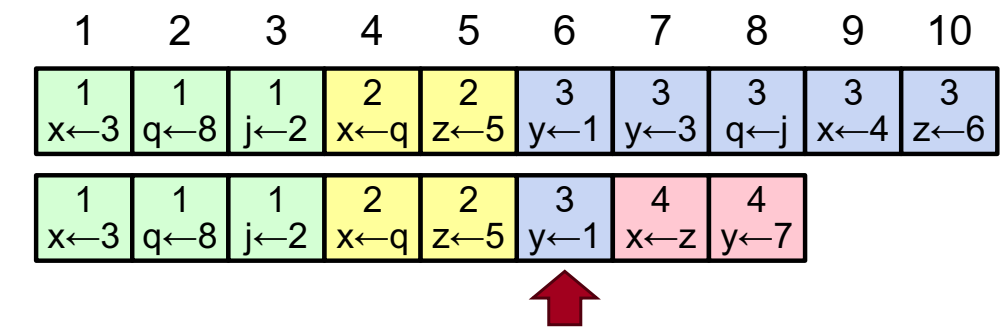 1 2 3 4 5 6 7 8 9 10
1 1 1 2 2 3 3 3 3 3
x←3 q←8 j←2 x←q z←5 y←1 y←3 q←j x←4 z←6
1 1 1 2 2 3 4 4
x←3 q←8 j←2 x←q z←5 y←1 x←z y←7